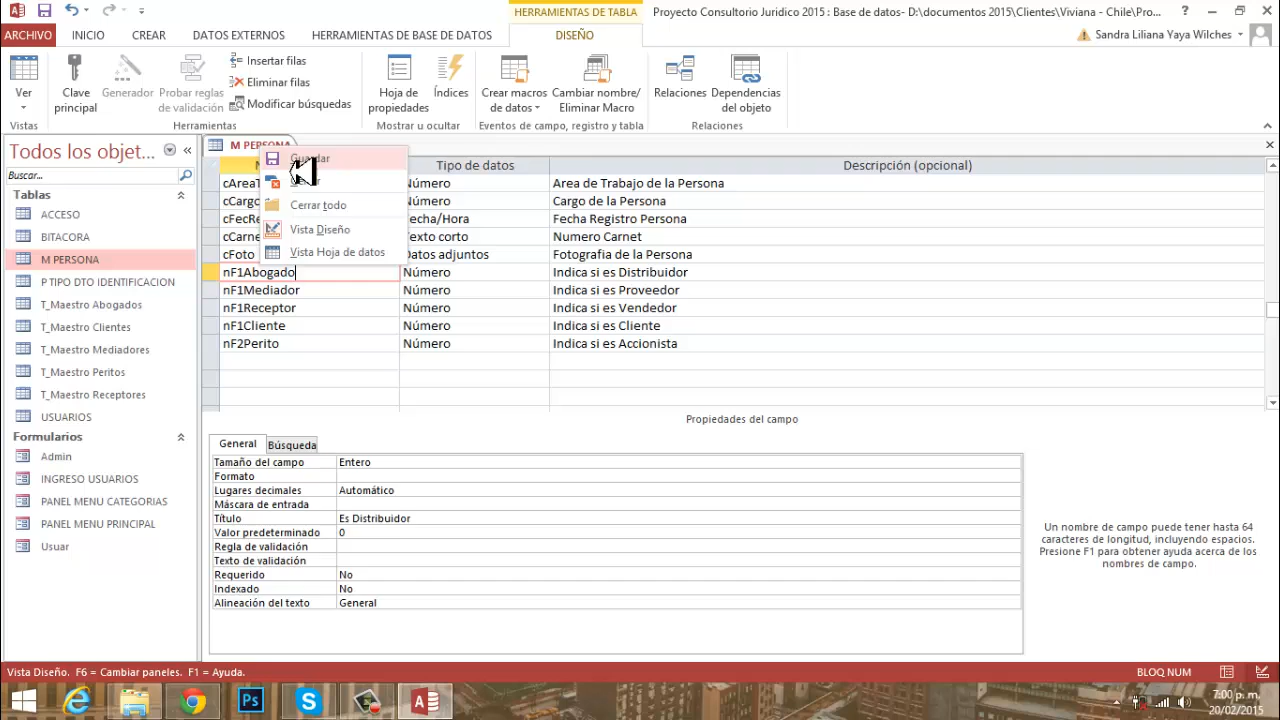 HERRAMIENTAS DE TABLA
Proyecto Consultorio Juridico 2015 : Base de datos- D:\documentos 2015\Clientes\Viviana - Chile\Pro...
ARCHIVO INICIO CREAR DATOS EXTERNOS HERRAMIENTAS DE BASE DE DATOS DISEÑO
Sandra Liliana Yaya Wilches
Ver
Clave principal
Generador
Probar reglas de validación
Insertar filas
Eliminar filas
Modificar búsquedas
Hoja de propiedades
Índices
Crear macros de datos
Cambiar nombre/ Eliminar Macro
Relaciones
Dependencias del objeto
Vistas Herramientas Mostrar u ocultar Eventos de campo, registro y tabla Relaciones
Todos los objet...
Buscar...
Tablas
ACCESO
BITACORA
M PERSONA
P TIPO DTO IDENTIFICACION
T_Maestro Abogados
T_Maestro Clientes
T_Maestro Mediadores
T_Maestro Peritos
T_Maestro Receptores
USUARIOS
Formularios
Admin
INGRESO USUARIOS
PANEL MENU CATEGORIAS
PANEL MENU PRINCIPAL
Usuar
M PERSONA
Guardar
Cerrar todo
Vista Diseño
Vista Hoja de datos
Tipo de datos Descripción (opcional)
Número Area de Trabajo de la Persona
Número Cargo de la Persona
Fecha Registro Persona
Numero Carnet
cFoto Datos adjuntos Fotografia de la Persona
nF1Abogado Número Indica si es Distribuidor
nF1Mediador Número Indica si es Proveedor
nF1Receptor Número Indica si es Vendedor
nF1Cliente Número Indica si es Cliente
nF2Perito Número Indica si es Accionista
Propiedades del campo
General Búsqueda
Tamaño del campo Entero
Formato
Lugares decimales Automático
Máscara de entrada
Título Es Distribuidor
Valor predeterminado 0
Regla de validación
Texto de validación
Requerido No
Indexado No
Alineación del texto General
Un nombre de campo puede tener hasta 64
caracteres de longitud, incluyendo espacios.
Presione F1 para obtener ayuda acerca de los
nombres de campo.
Vista Diseño. F6 = Cambiar paneles. F1 = Ayuda.
BLOQ NUM
7:00 p. m.
20/02/2015